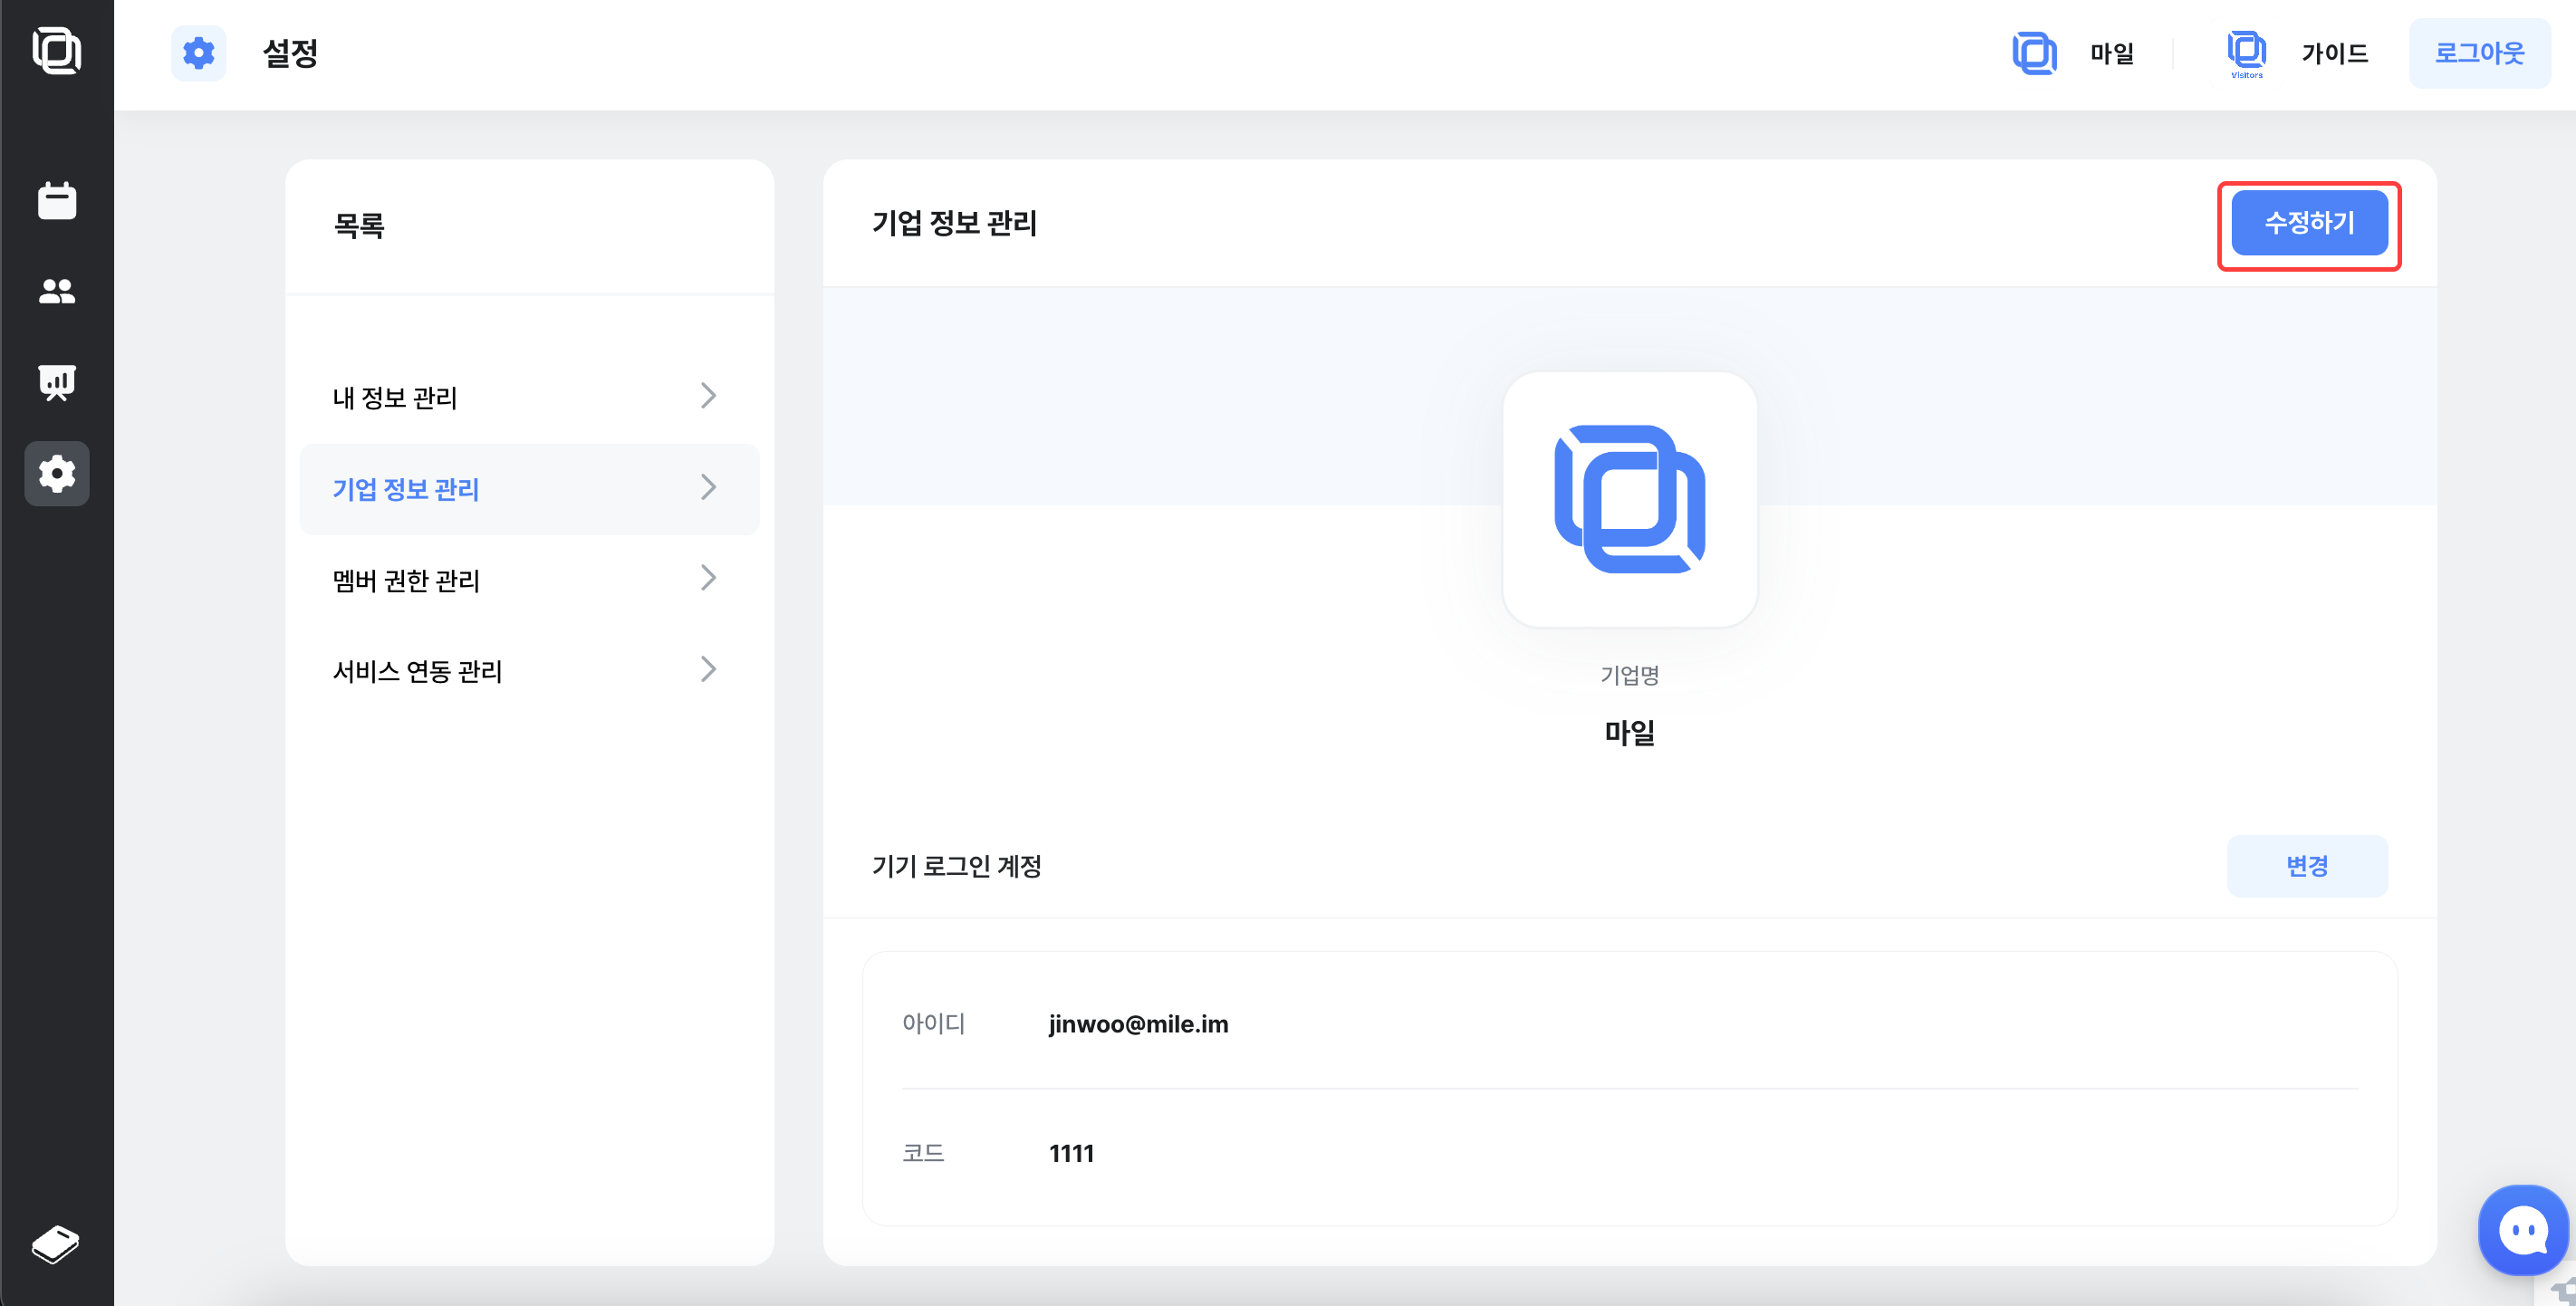 설정
마일
Visitors
가이드
로그아웃
목록
내 정보 관리
기업 정보 관리
멤버 권한 관리
서비스 연동 관리
기업 정보 관리
수정하기
기업명
마일
기기 로그인 계정
변경
아이디
jinwoo@mile.im
코드
1111